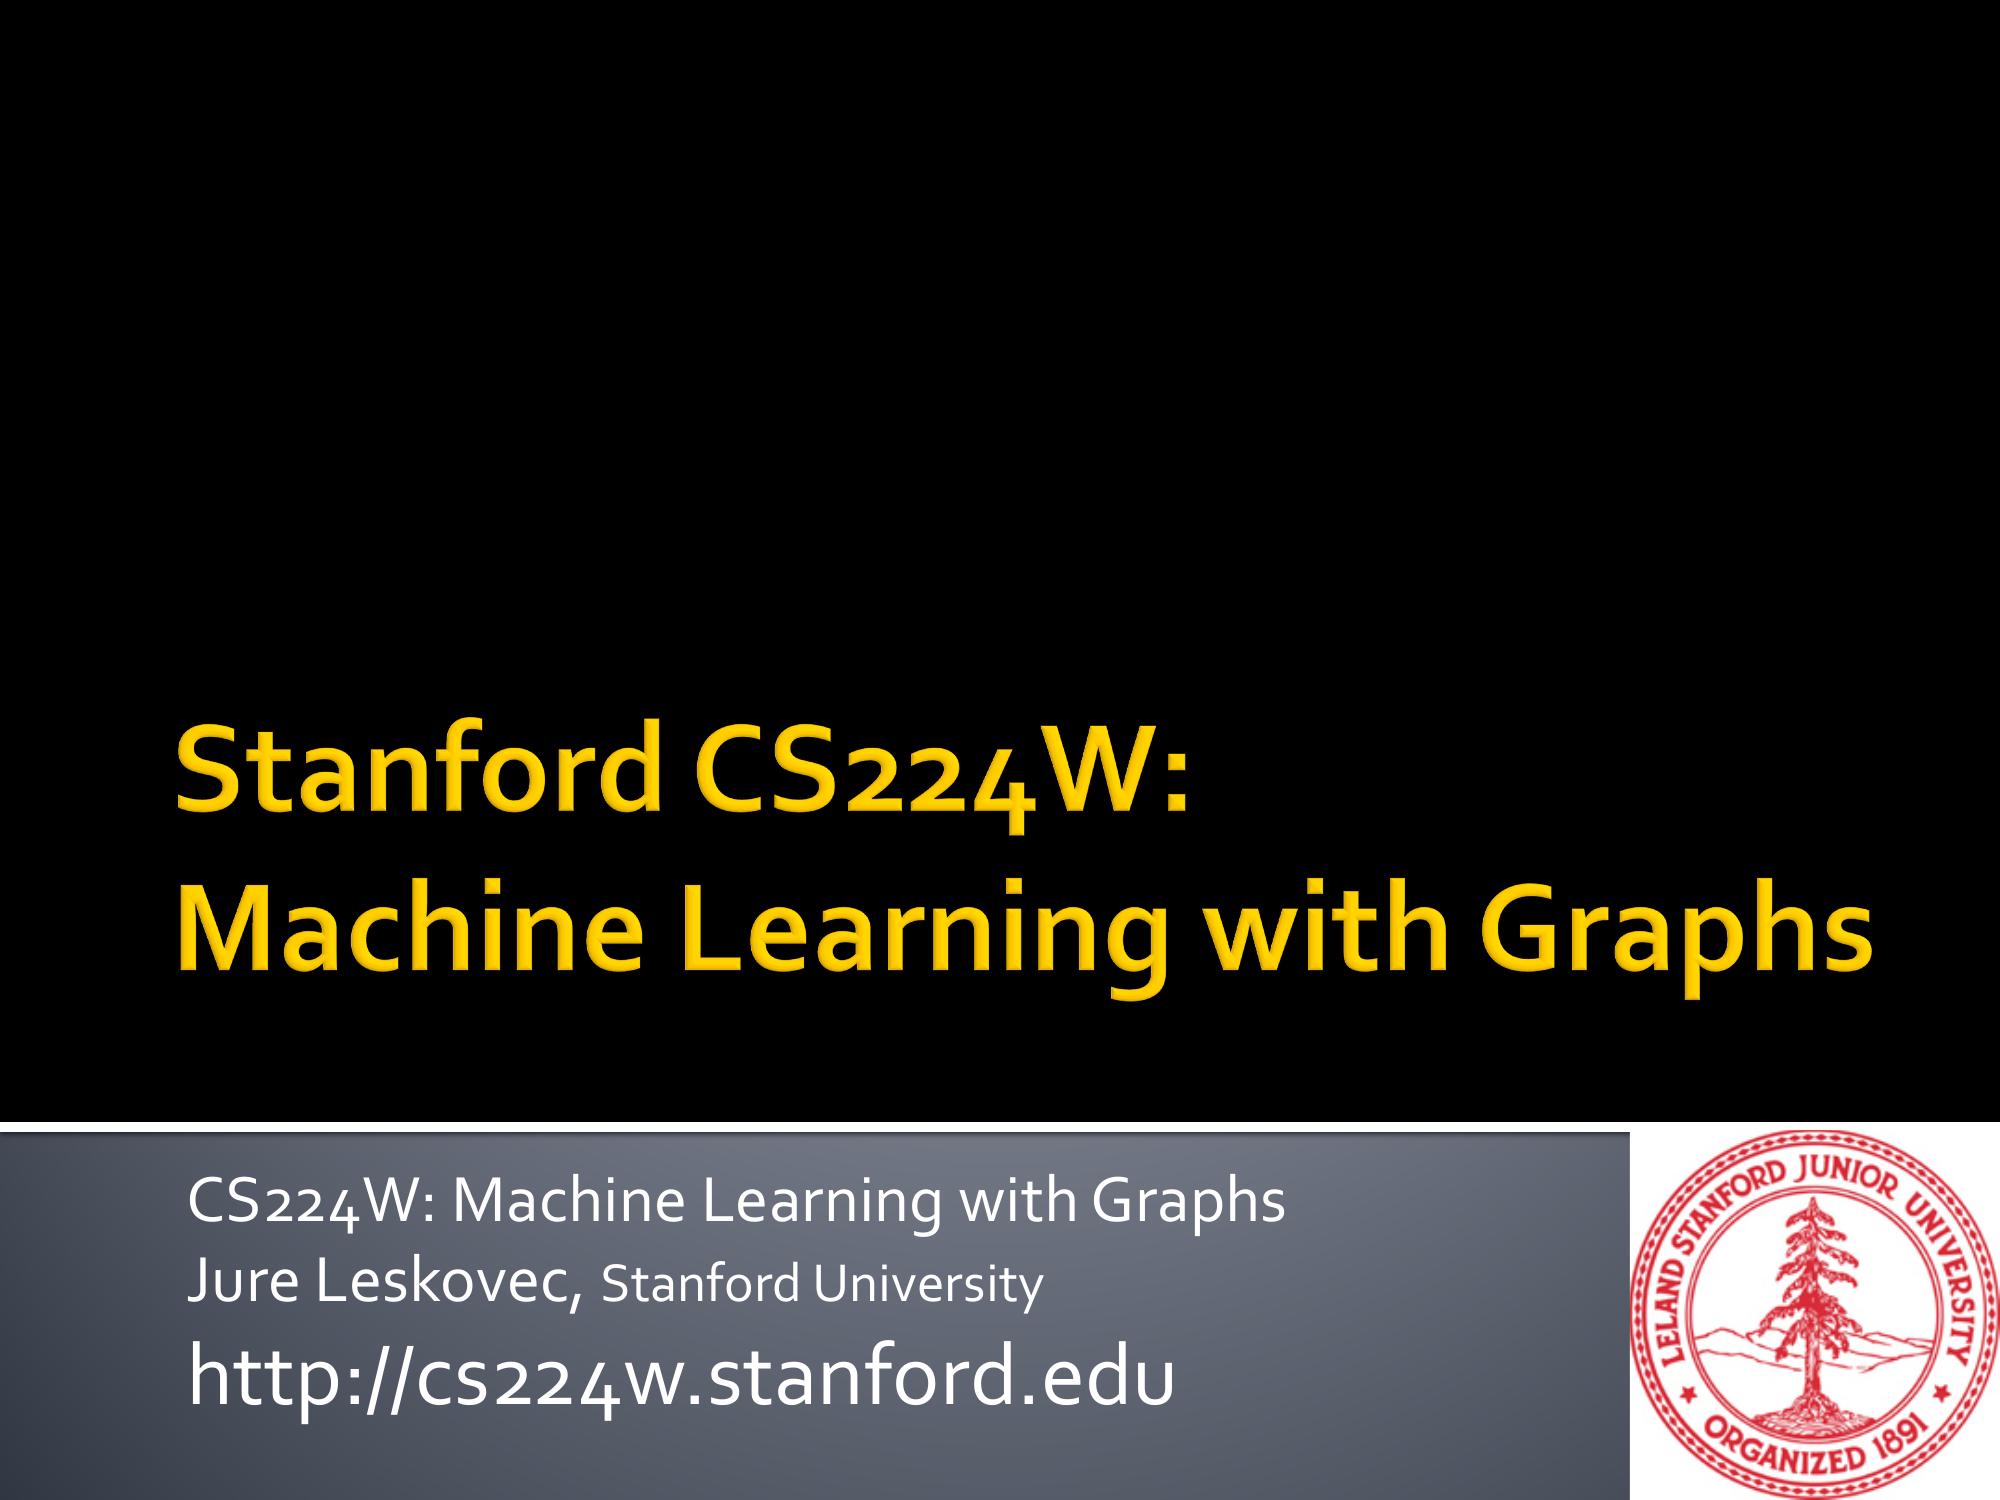 Stanford CS224W:
Machine Learning with Graphs
CS224W: Machine Learning with Graphs
Jure Leskovec, Stanford University
http://cs224w.stanford.edu
LELAND STANFORD JUNIOR UNIVERSITY
ORGANIZED 1891